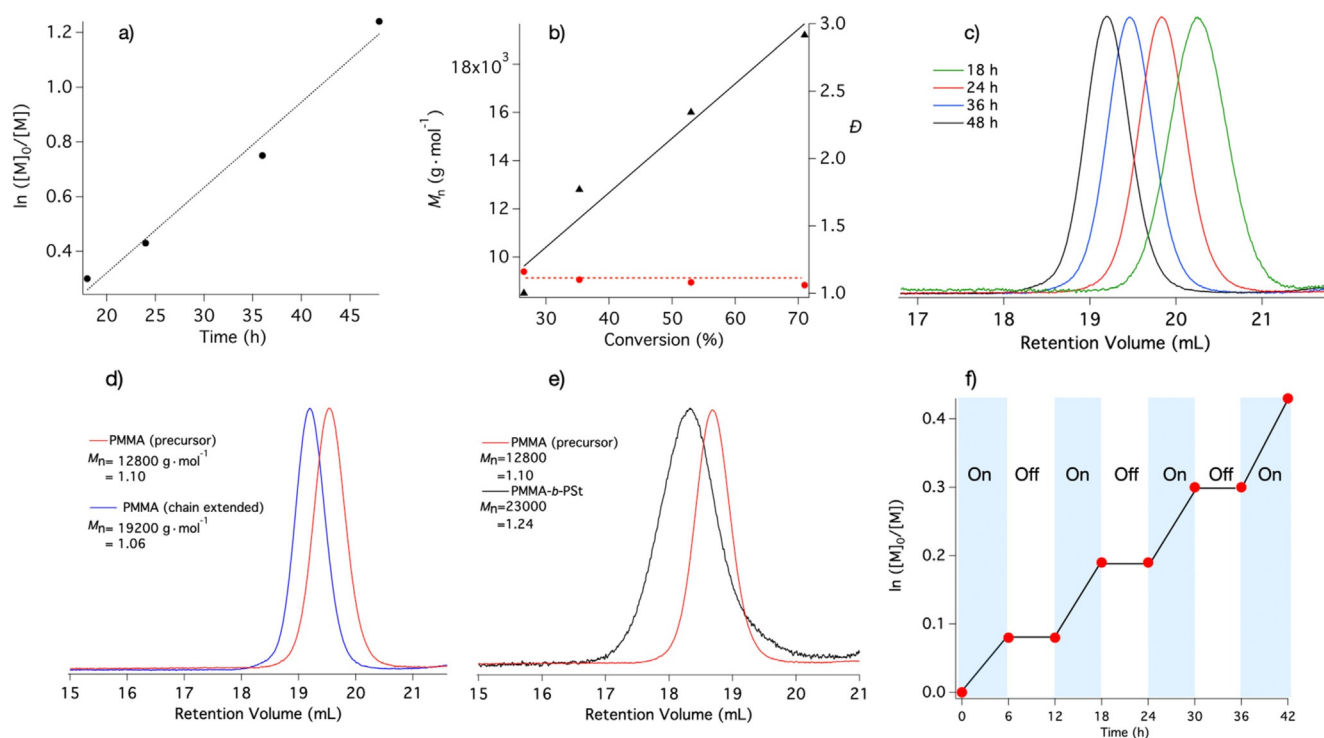 a)
1.2
1.0
0.8
0.6
0.4
ln ([M]0/[M])
20
25
30
35
40
45
Time (h)
b)
18x10³
16
14
12
10
Mn (g·mol⁻¹)
3.0
2.5
2.0
1.5
1.0
Đ
30
40
50
60
70
Conversion (%)
c)
18 h
24 h
36 h
48 h
17
18
19
20
21
Retention Volume (mL)
d)
PMMA (precursor)
Mn= 12800 g·mol⁻¹
= 1.10
PMMA (chain extended)
Mn= 19200 g·mol⁻¹
= 1.06
15
16
17
18
19
20
21
Retention Volume (mL)
e)
PMMA (precursor)
Mn=12800
=1.10
PMMA-b-PSt
Mn=23000
=1.24
15
16
17
18
19
20
21
Retention Volume (mL)
f)
0.4
0.3
0.2
0.1
0.0
ln ([M]0/[M])
On Off On Off On Off On
0
6
12
18
24
30
36
42
Time (h)